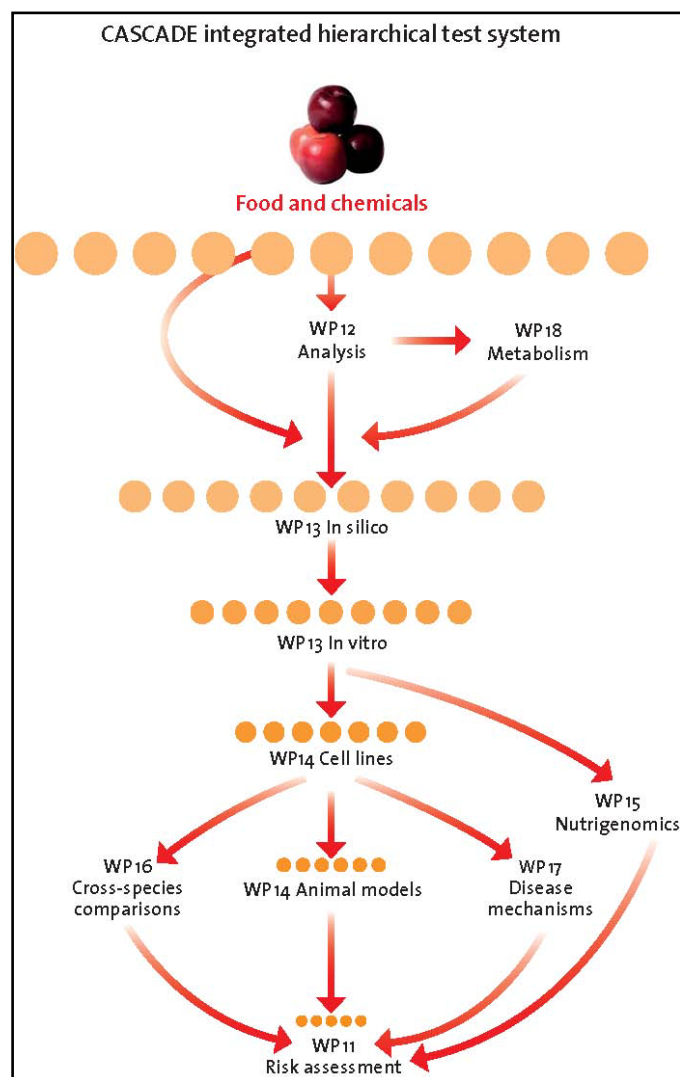 CASCADE integrated hierarchical test system
Food and chemicals
WP12
Analysis
WP18
Metabolism
WP13 In silico
WP13 In vitro
WP14 Cell lines
WP15
Nutrigenomics
WP16
Cross-species
comparisons
WP14 Animal models
WP17
Disease
mechanisms
WP11
Risk assessment